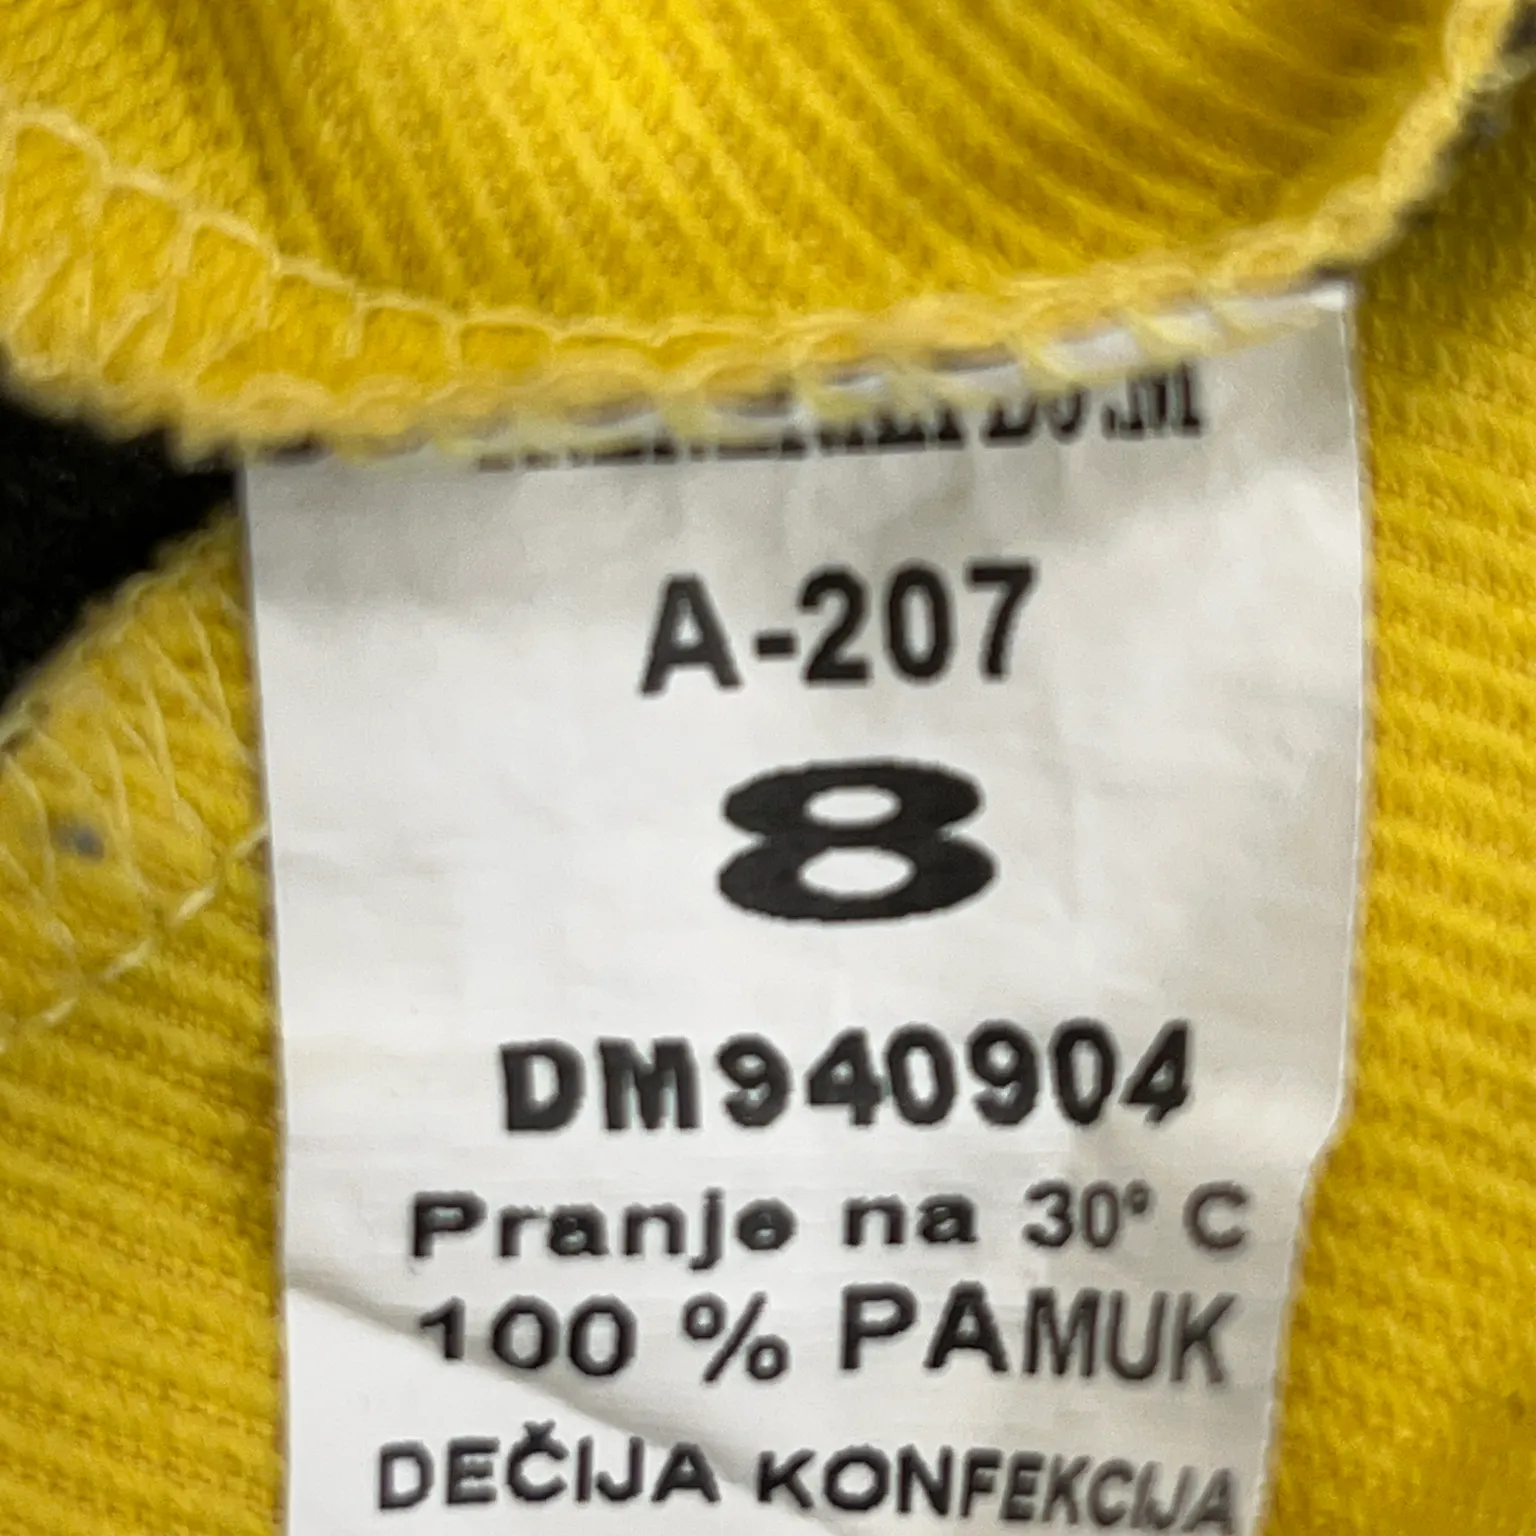 A-207
8
DM940904
Pranje na 30° C
100 % PAMUK
DEČIJA KONFEKCIJA